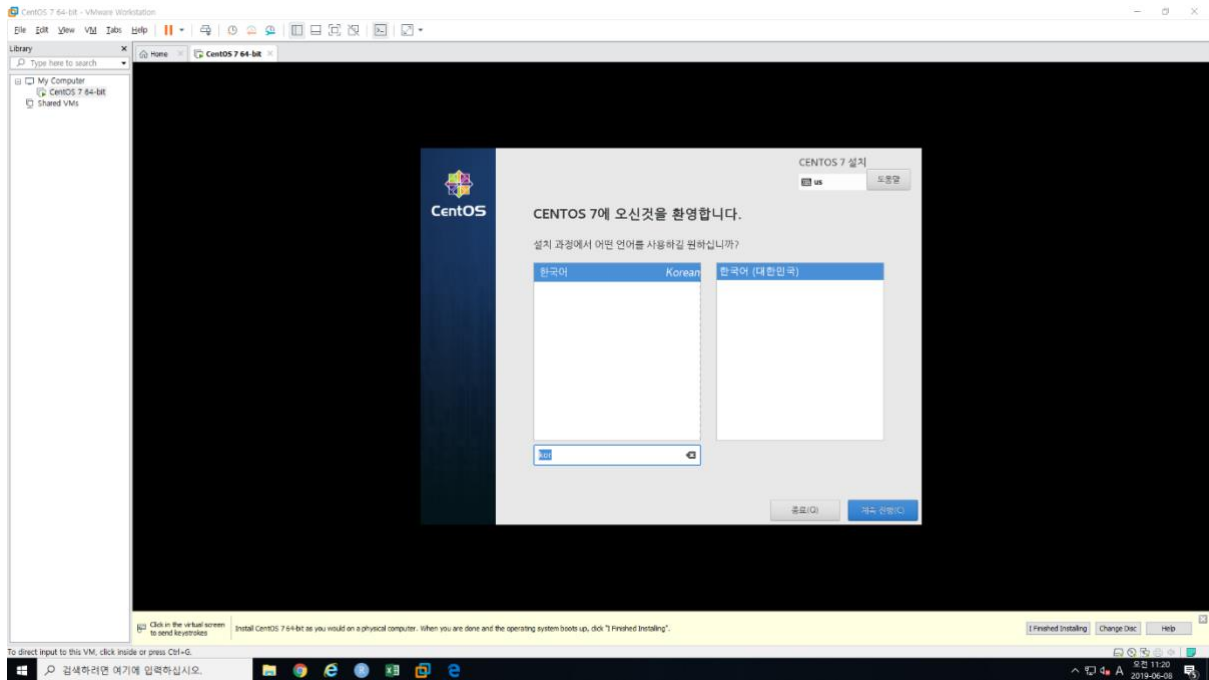 CentOS 7 64-bit - VMware Workstation
File Edit View VM Tabs Help
Library
Type here to search
My Computer
CentOS 7 64-bit
Shared VMs
Home
CentOS 7 64-bit
CentOS
CENTOS 7 설치
us
도움말
CENTOS 7에 오신것을 환영합니다.
설치 과정에서 어떤 언어를 사용하길 원하십니까?
한국어 Korean
한국어 (대한민국)
kor
종료(Q)
계속 진행(C)
Click in the virtual screen
to send keystrokes
Install CentOS 7 64-bit as you would on a physical computer. When you are done and the operating system boots up, click "I Finished Installing".
I Finished Installing
Change Disc
Help
To direct input to this VM, click inside or press Ctrl+G.
검색하려면 여기에 입력하십시오.
A
오전 11:20
2019-06-08